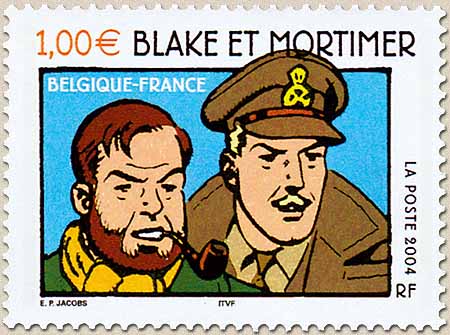 1,00€ BLAKE ET MORTIMER
BELGIQUE-FRANCE
LA POSTE 2004
RF
E. P. JACOBS
ITVF